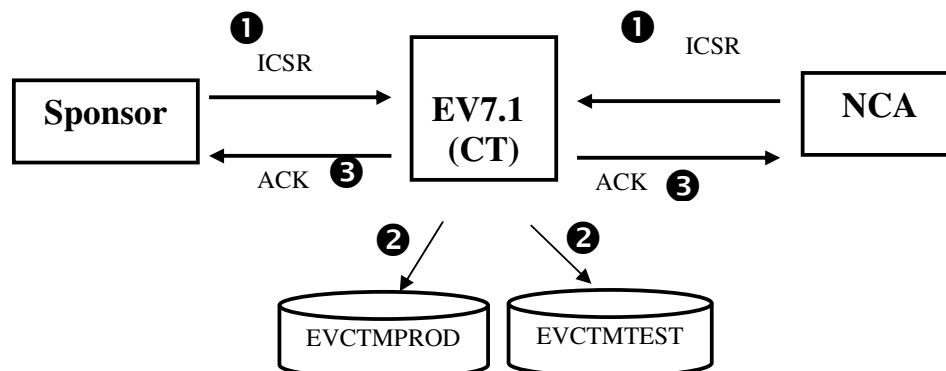 ❶
❶
ICSR
ICSR
Sponsor
EV7.1
(CT)
NCA
ACK ❸
ACK ❸
❷
❷
EVCTMPROD
EVCTMTEST